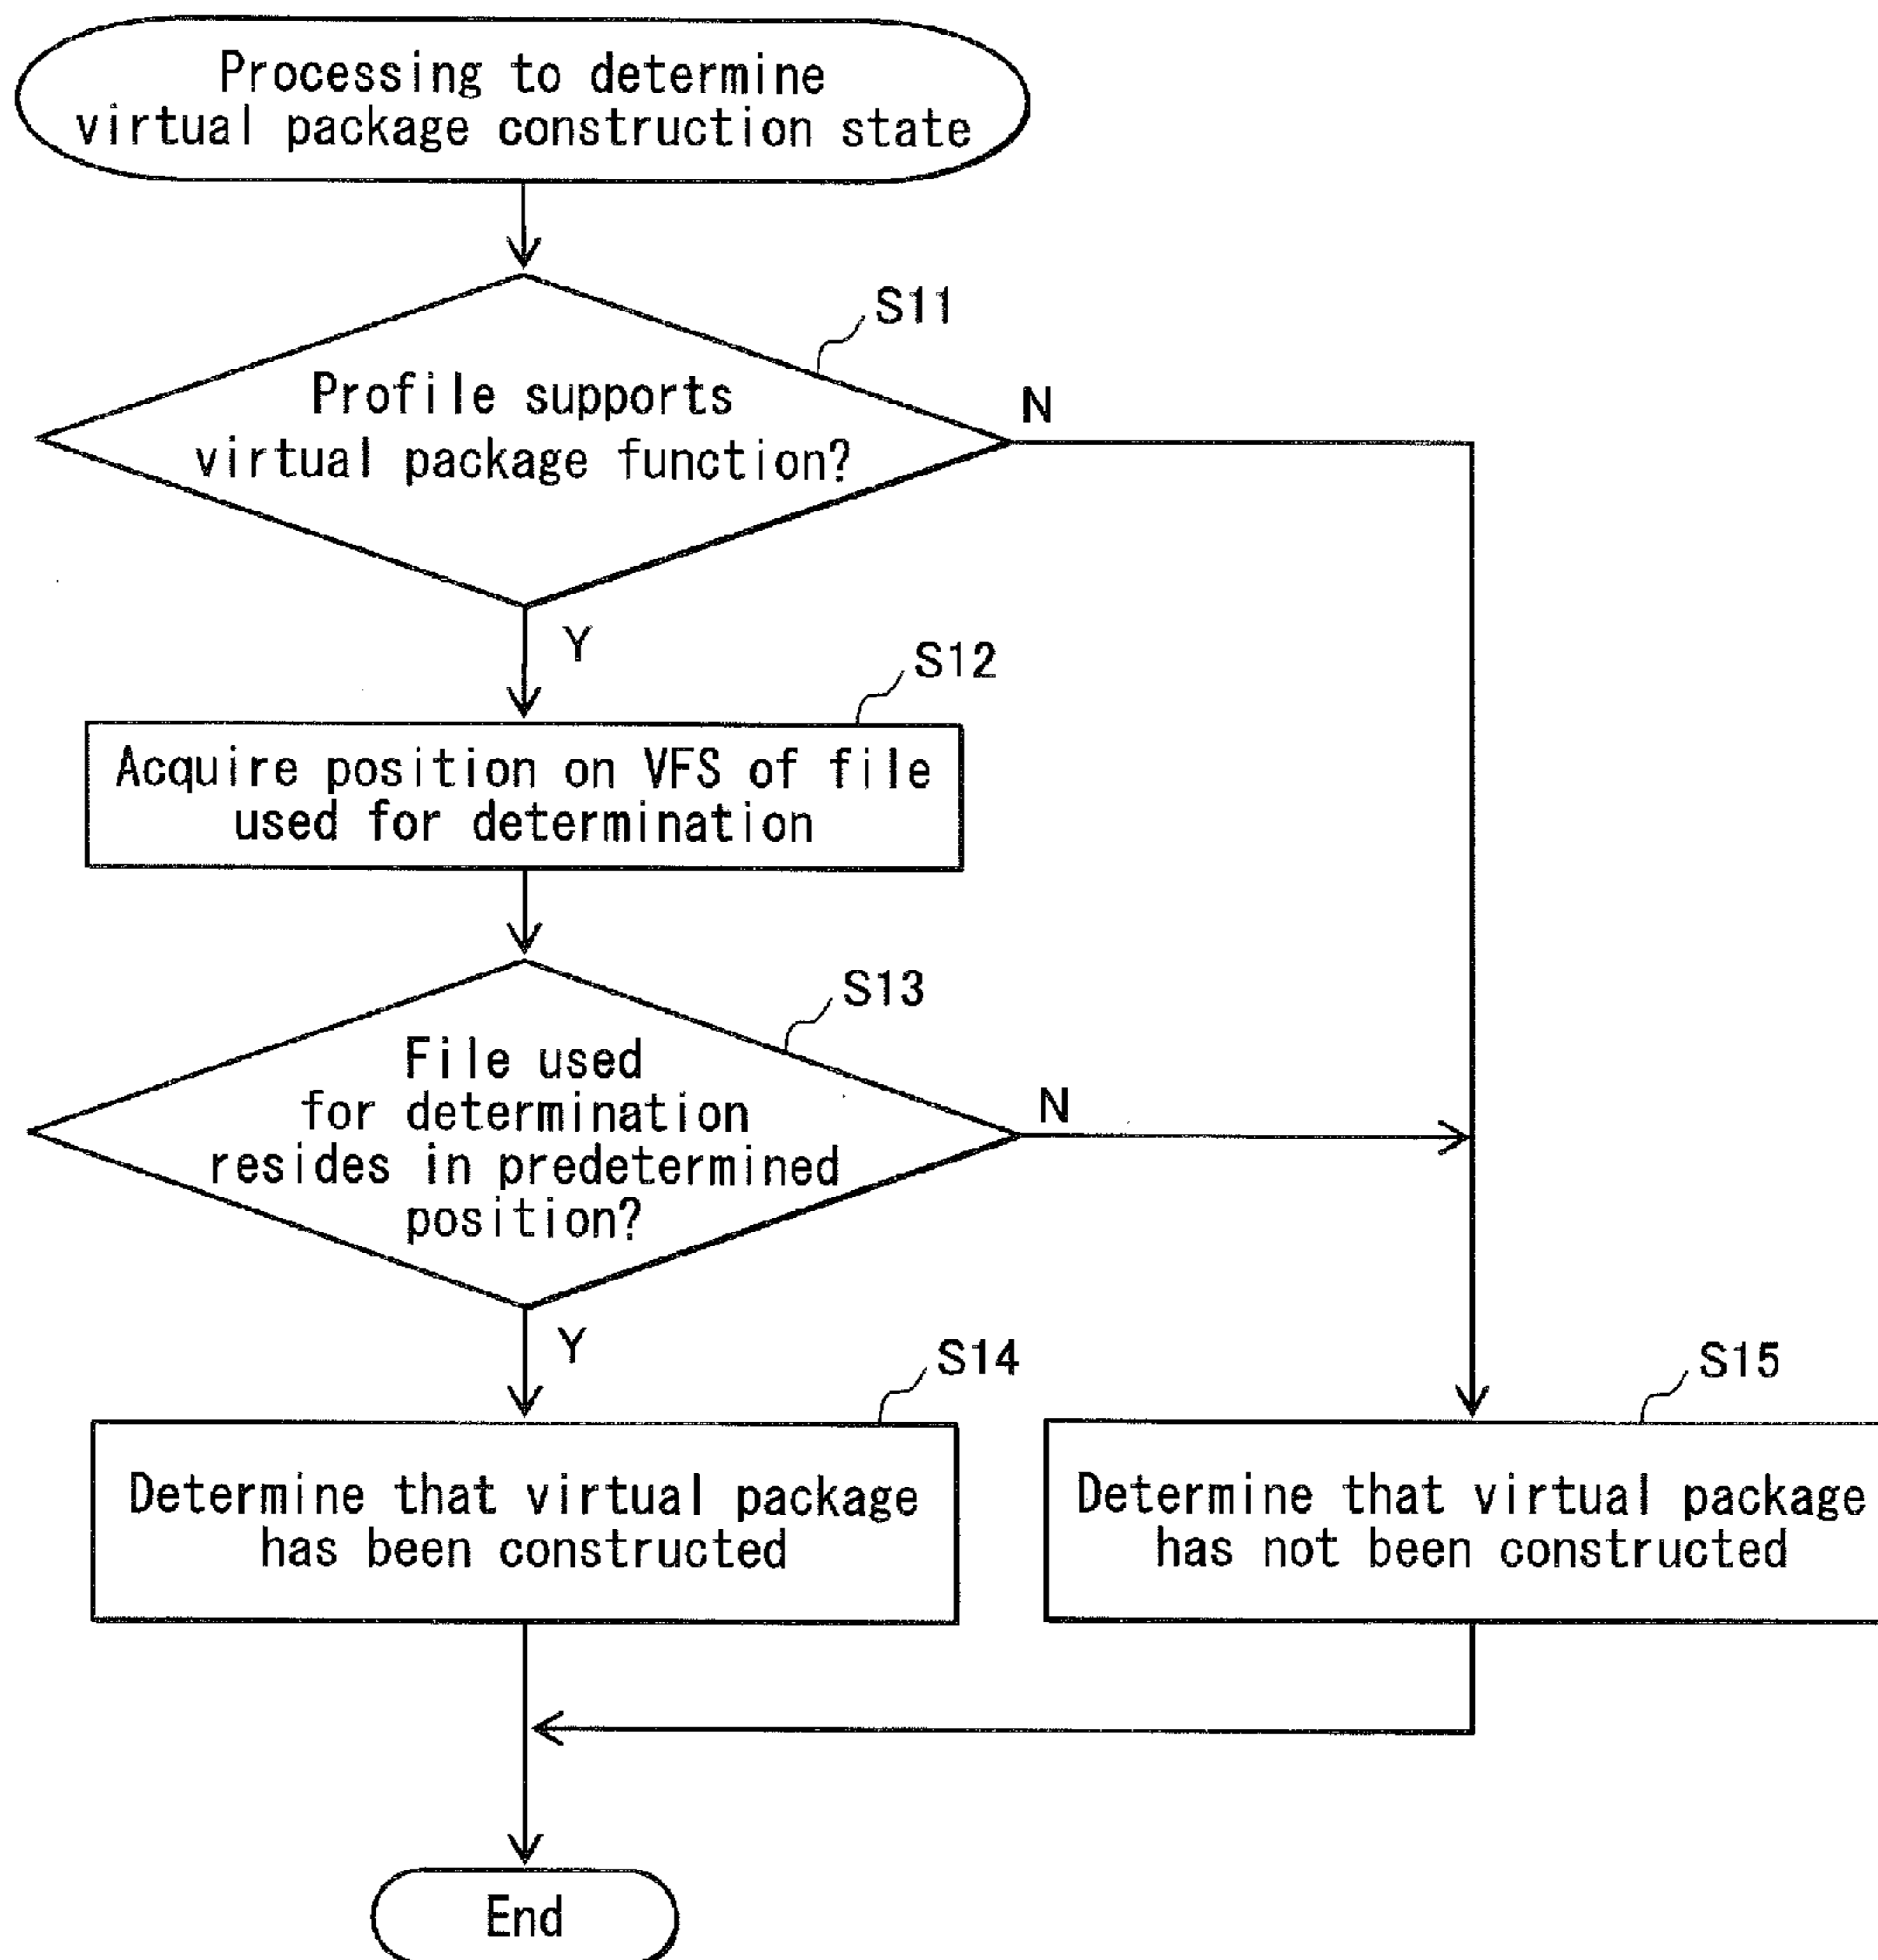 Processing to determine
virtual package construction state
S11
Profile supports
virtual package function?
N
Y
S12
Acquire position on VFS of file
used for determination
S13
File used
for determination
resides in predetermined
position?
N
Y
S14
Determine that virtual package
has been constructed
S15
Determine that virtual package
has not been constructed
End